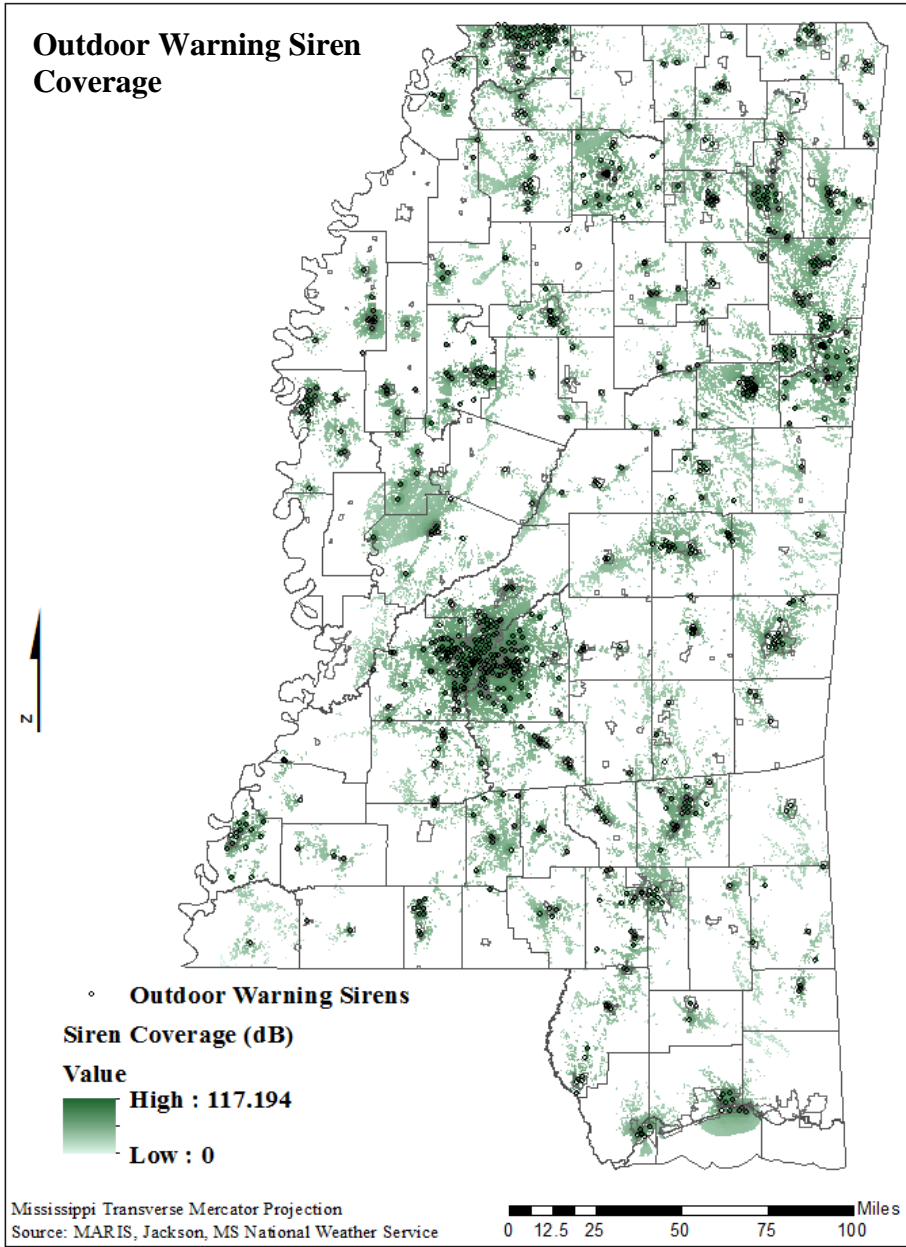 Outdoor Warning Siren
Coverage
N
Outdoor Warning Sirens
Siren Coverage (dB)
Value
High : 117.194
Low : 0
Mississippi Transverse Mercator Projection
Source: MARIS, Jackson, MS National Weather Service
Miles
0 12.5 25 50 75 100